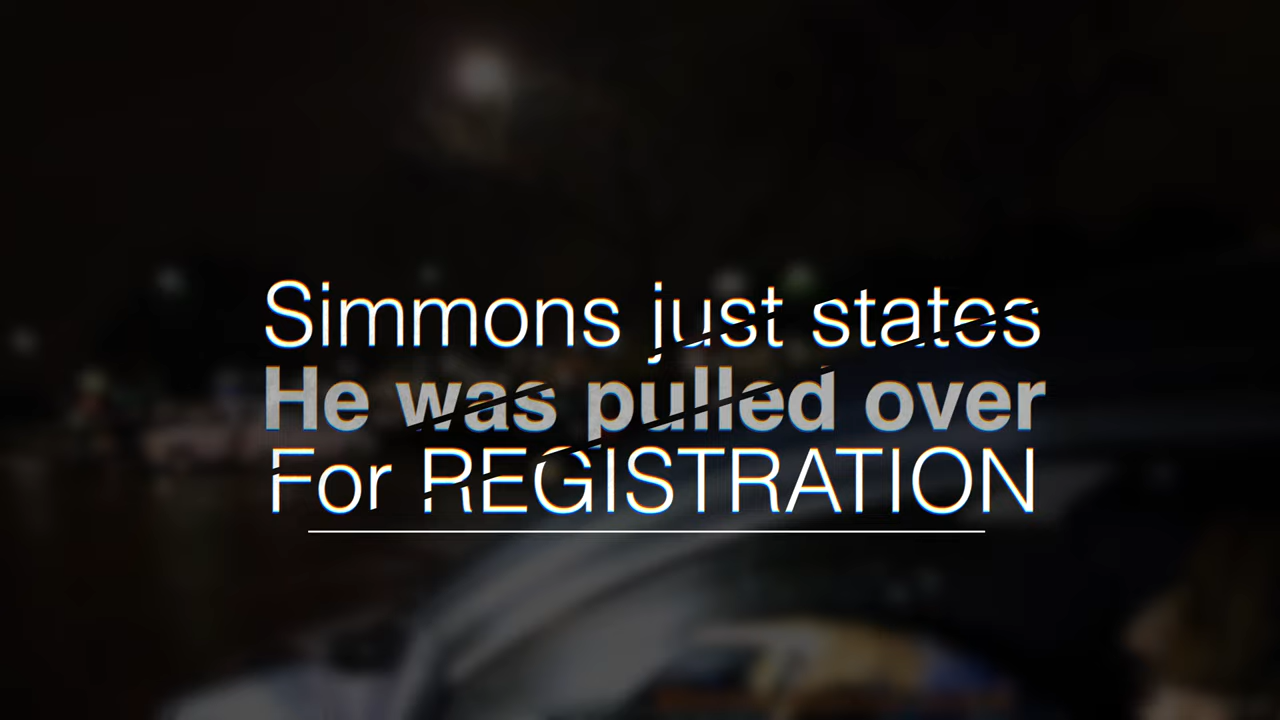 Simmons just states
He was pulled over
For REGISTRATION